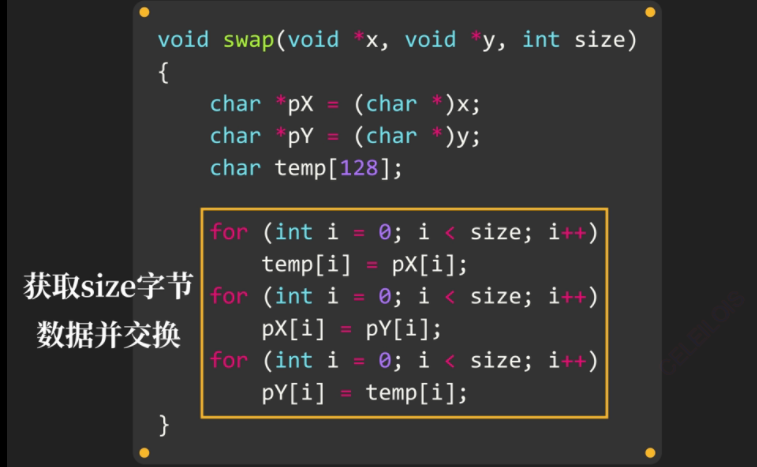 void swap(void *x, void *y, int size)
{
    char *pX = (char *)x;
    char *pY = (char *)y;
    char temp[128];
    for (int i = 0; i < size; i++)
        temp[i] = pX[i];
    for (int i = 0; i < size; i++)
        pX[i] = pY[i];
    for (int i = 0; i < size; i++)
        pY[i] = temp[i];
}
获取size字节
数据并交换